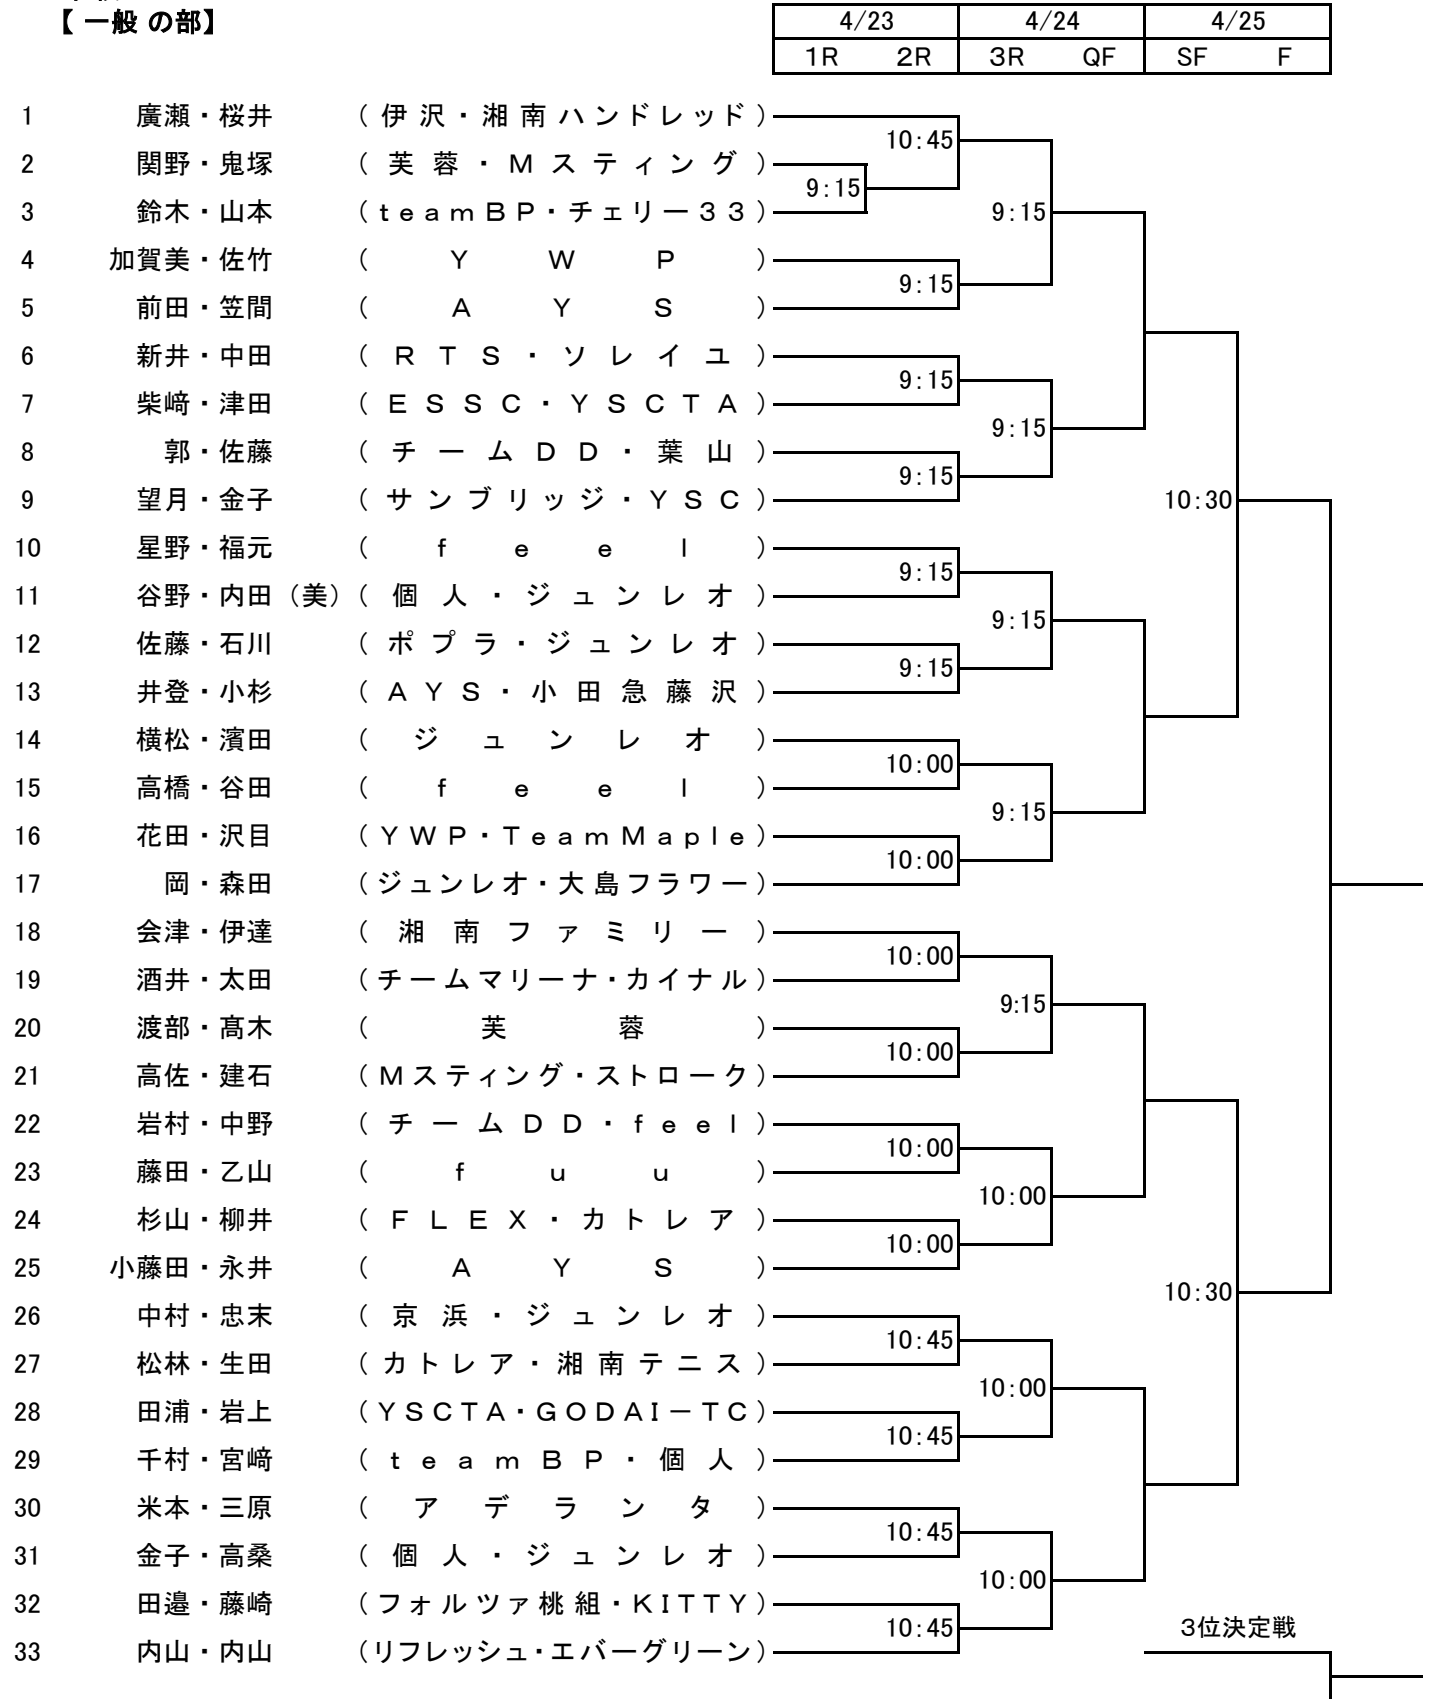 【 一般 の部】
4/23 4/24 4/25
1R 2R 3R QF SF F
1 廣瀬・桜井 (伊沢・湘南ハンドレッド)
10:45
2 関野・鬼塚 (芙蓉・Mスティング)
9:15
3 鈴木・山本 (teamBP・チェリー33) 9:15
4 加賀美・佐竹 (YWP)
9:15
5 前田・笠間 (AYS)
6 新井・中田 (RTS・ソレイユ)
9:15
7 柴﨑・津田 (ESSC・YSCTA)
9:15
8 郭・佐藤 (チームDD・葉山)
9:15
9 望月・金子 (サンブリッジ・YSC) 10:30
10 星野・福元 (feel)
9:15
11 谷野・内田(美) (個人・ジュンレオ)
9:15
12 佐藤・石川 (ポプラ・ジュンレオ)
9:15
13 井登・小杉 (AYS・小田急藤沢)
14 横松・濱田 (ジュンレオ)
10:00
15 高橋・谷田 (feel)
9:15
16 花田・沢目 (YWP・TeamMaple)
10:00
17 岡・森田 (ジュンレオ・大島フラワー)
18 会津・伊達 (湘南ファミリー)
10:00
19 酒井・太田 (チームマリーナ・カイナル)
9:15
20 渡部・髙木 (芙蓉)
10:00
21 高佐・建石 (Mスティング・ストローク)
22 岩村・中野 (チームDD・feel)
10:00
23 藤田・乙山 (fuu)
10:00
24 杉山・柳井 (FLEX・カトレア)
10:00
25 小藤田・永井 (AYS)
10:30
26 中村・忠末 (京浜・ジュンレオ)
10:45
27 松林・生田 (カトレア・湘南テニス)
10:00
28 田浦・岩上 (YSCTA・GODAI-TC)
10:45
29 千村・宮﨑 (teamBP・個人)
30 米本・三原 (アデランタ)
10:45
31 金子・高桑 (個人・ジュンレオ)
10:00
32 田邉・藤崎 (フォルツァ桃組・KITTY)
10:45 3位決定戦
33 内山・内山 (リフレッシュ・エバーグリーン)